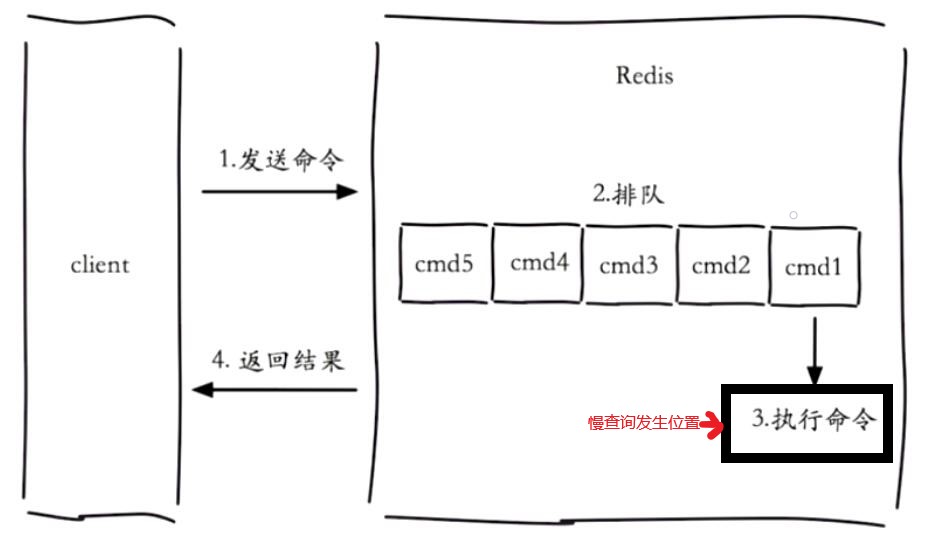 Redis
1.发送命令
2.排队
client
cmd5
cmd4
cmd3
cmd2
cmd1
4. 返回结果
慢查询发生位置
3.执行命令